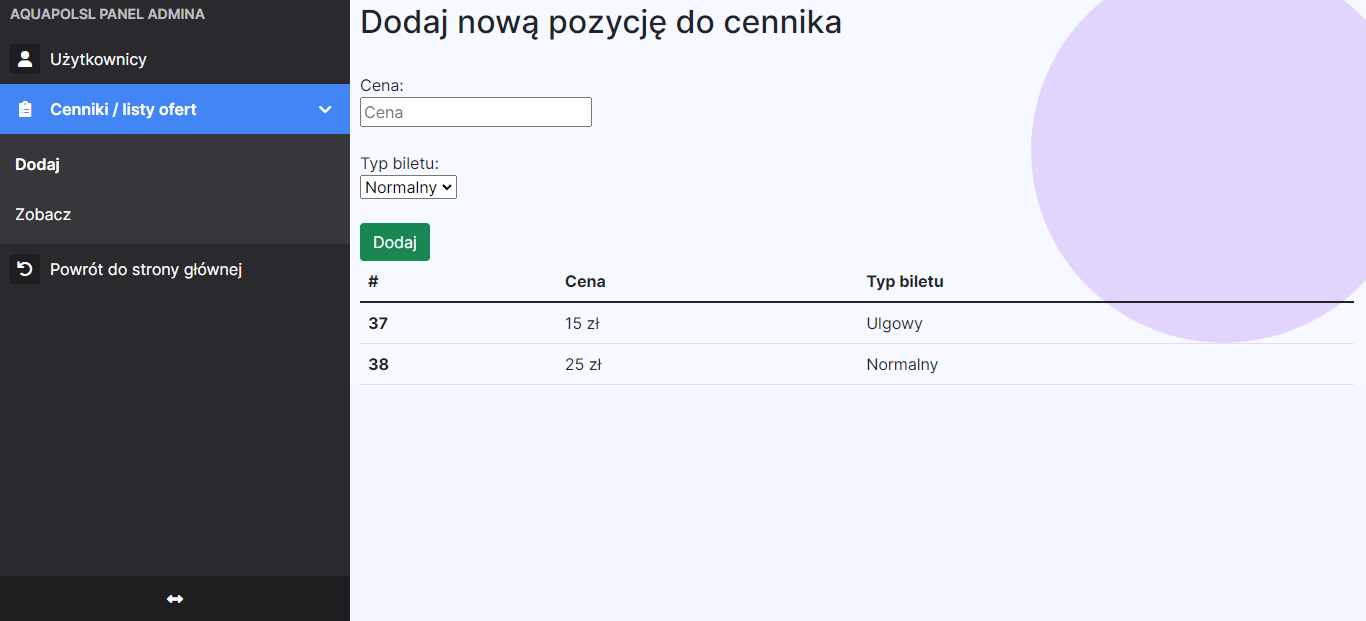 AQUAPOLSL PANEL ADMINA
Użytkownicy
Cenniki / listy ofert
Dodaj
Zobacz
Powrót do strony głównej
Dodaj nową pozycję do cennika
Cena:
Cena
Typ biletu:
Normalny
Dodaj
# Cena Typ biletu
37 15 zł Ulgowy
38 25 zł Normalny